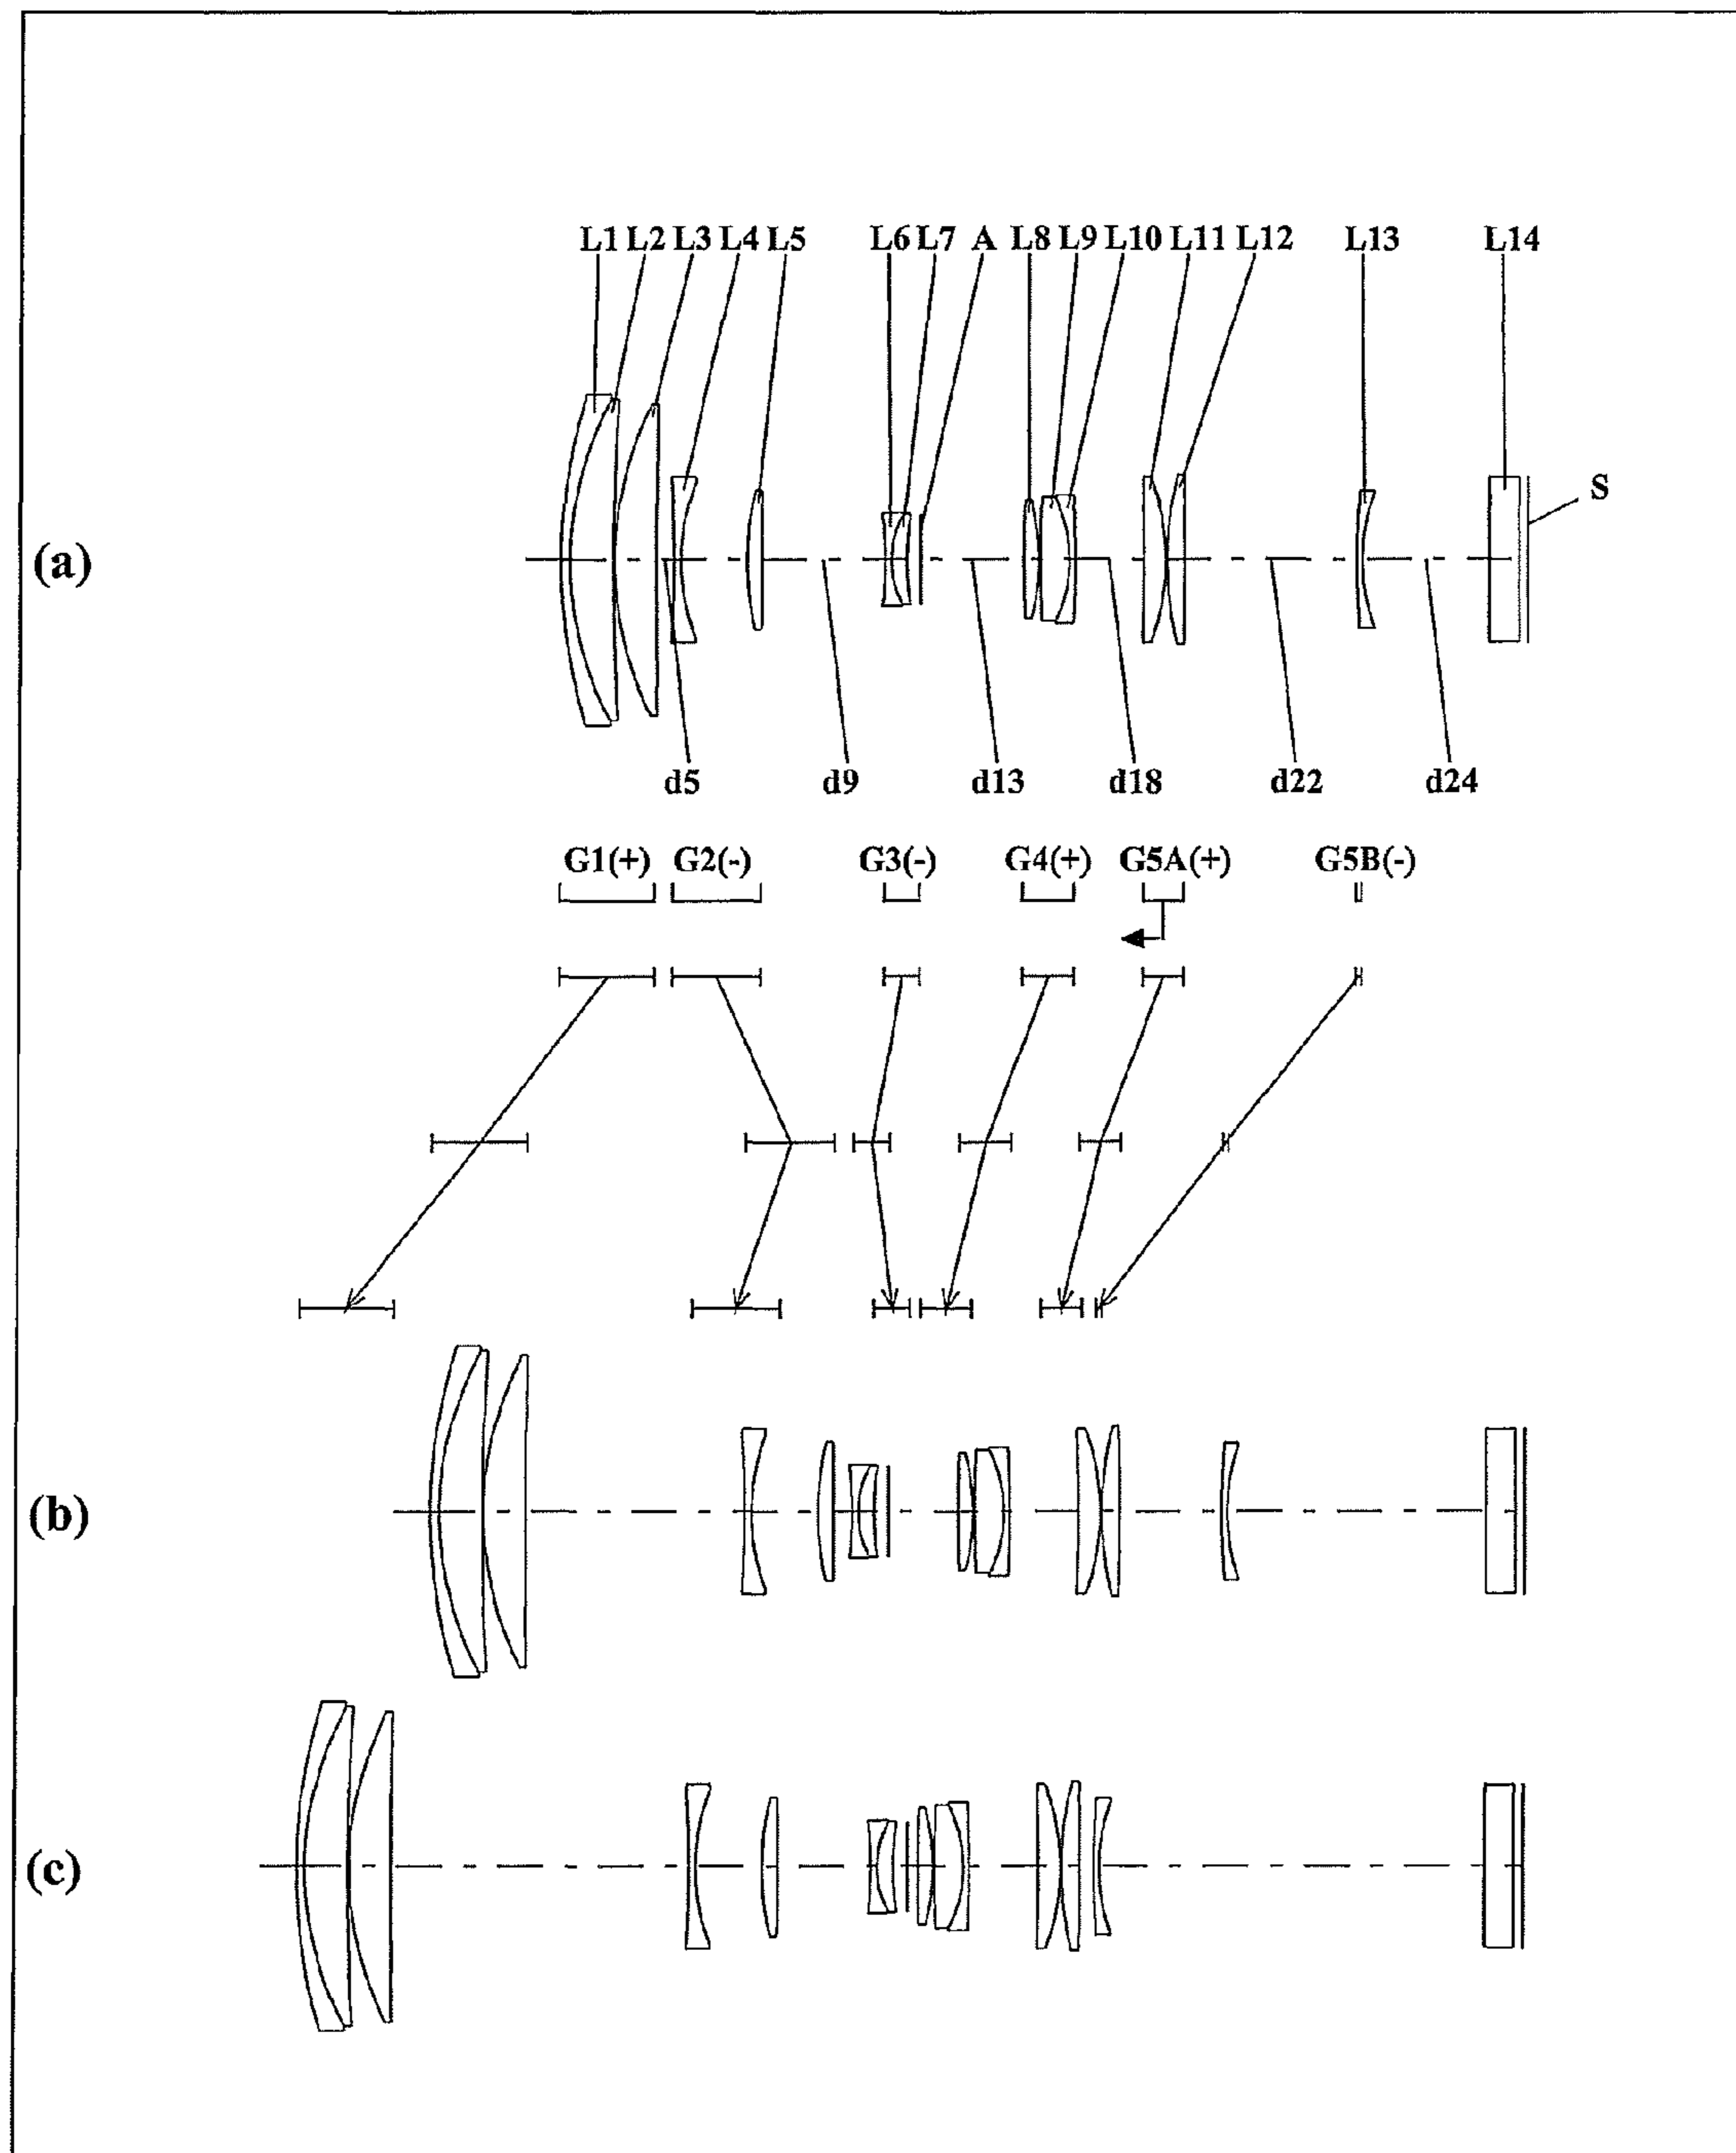 L1 L2 L3 L4 L5 L6 L7 A L8 L9 L10 L11 L12 L13 L14
S
(a)
d5 d9 d13 d18 d22 d24
G1(+) G2(-) G3(-) G4(+) G5A(+) G5B(-)
(b)
(c)